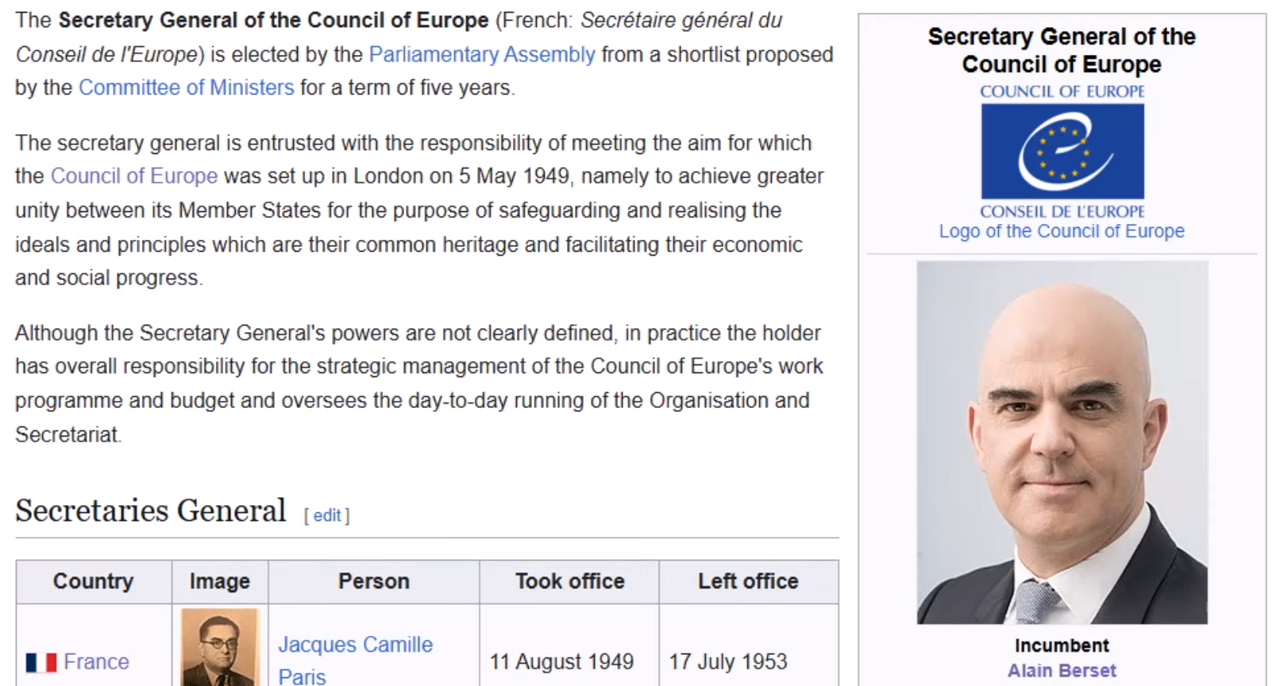 The Secretary General of the Council of Europe (French: Secrétaire général du
Conseil de l'Europe) is elected by the Parliamentary Assembly from a shortlist proposed
by the Committee of Ministers for a term of five years.
The secretary general is entrusted with the responsibility of meeting the aim for which
the Council of Europe was set up in London on 5 May 1949, namely to achieve greater
unity between its Member States for the purpose of safeguarding and realising the
ideals and principles which are their common heritage and facilitating their economic
and social progress.
Although the Secretary General's powers are not clearly defined, in practice the holder
has overall responsibility for the strategic management of the Council of Europe's work
programme and budget and oversees the day-to-day running of the Organisation and
Secretariat.
Secretaries General [ edit ]
Country Image Person Took office Left office
France Jacques Camille Paris 11 August 1949 17 July 1953
Secretary General of the
Council of Europe
COUNCIL OF EUROPE
CONSEIL DE L'EUROPE
Logo of the Council of Europe
Incumbent
Alain Berset